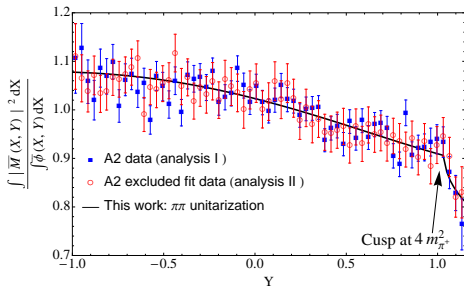 1.2
1.1
1.0
0.9
0.8
0.7
∫ | M̅ (X, Y) | ² dX
∫ ϕ (X, Y) dX
A2 data (analysis I)
A2 excluded fit data (analysis II)
This work: ππ unitarization
Cusp at 4 m²π⁺
-1.0 -0.5 0.0 0.5 1.0
Y